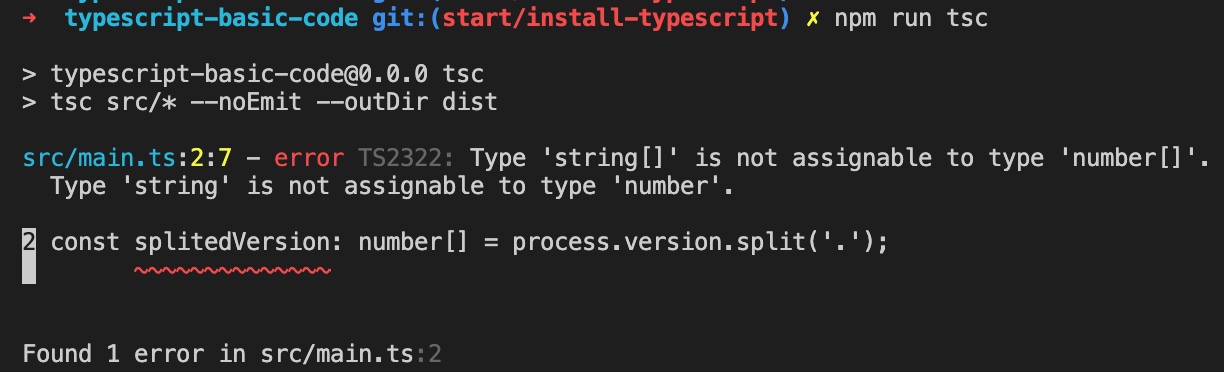 → typescript-basic-code git:(start/install-typescript) ✗ npm run tsc
> typescript-basic-code@0.0.0 tsc
> tsc src/* --noEmit --outDir dist
src/main.ts:2:7 - error TS2322: Type 'string[]' is not assignable to type 'number[]'.
Type 'string' is not assignable to type 'number'.
2 const splitedVersion: number[] = process.version.split('.');
~~~~~~~~~~~~~~
Found 1 error in src/main.ts:2